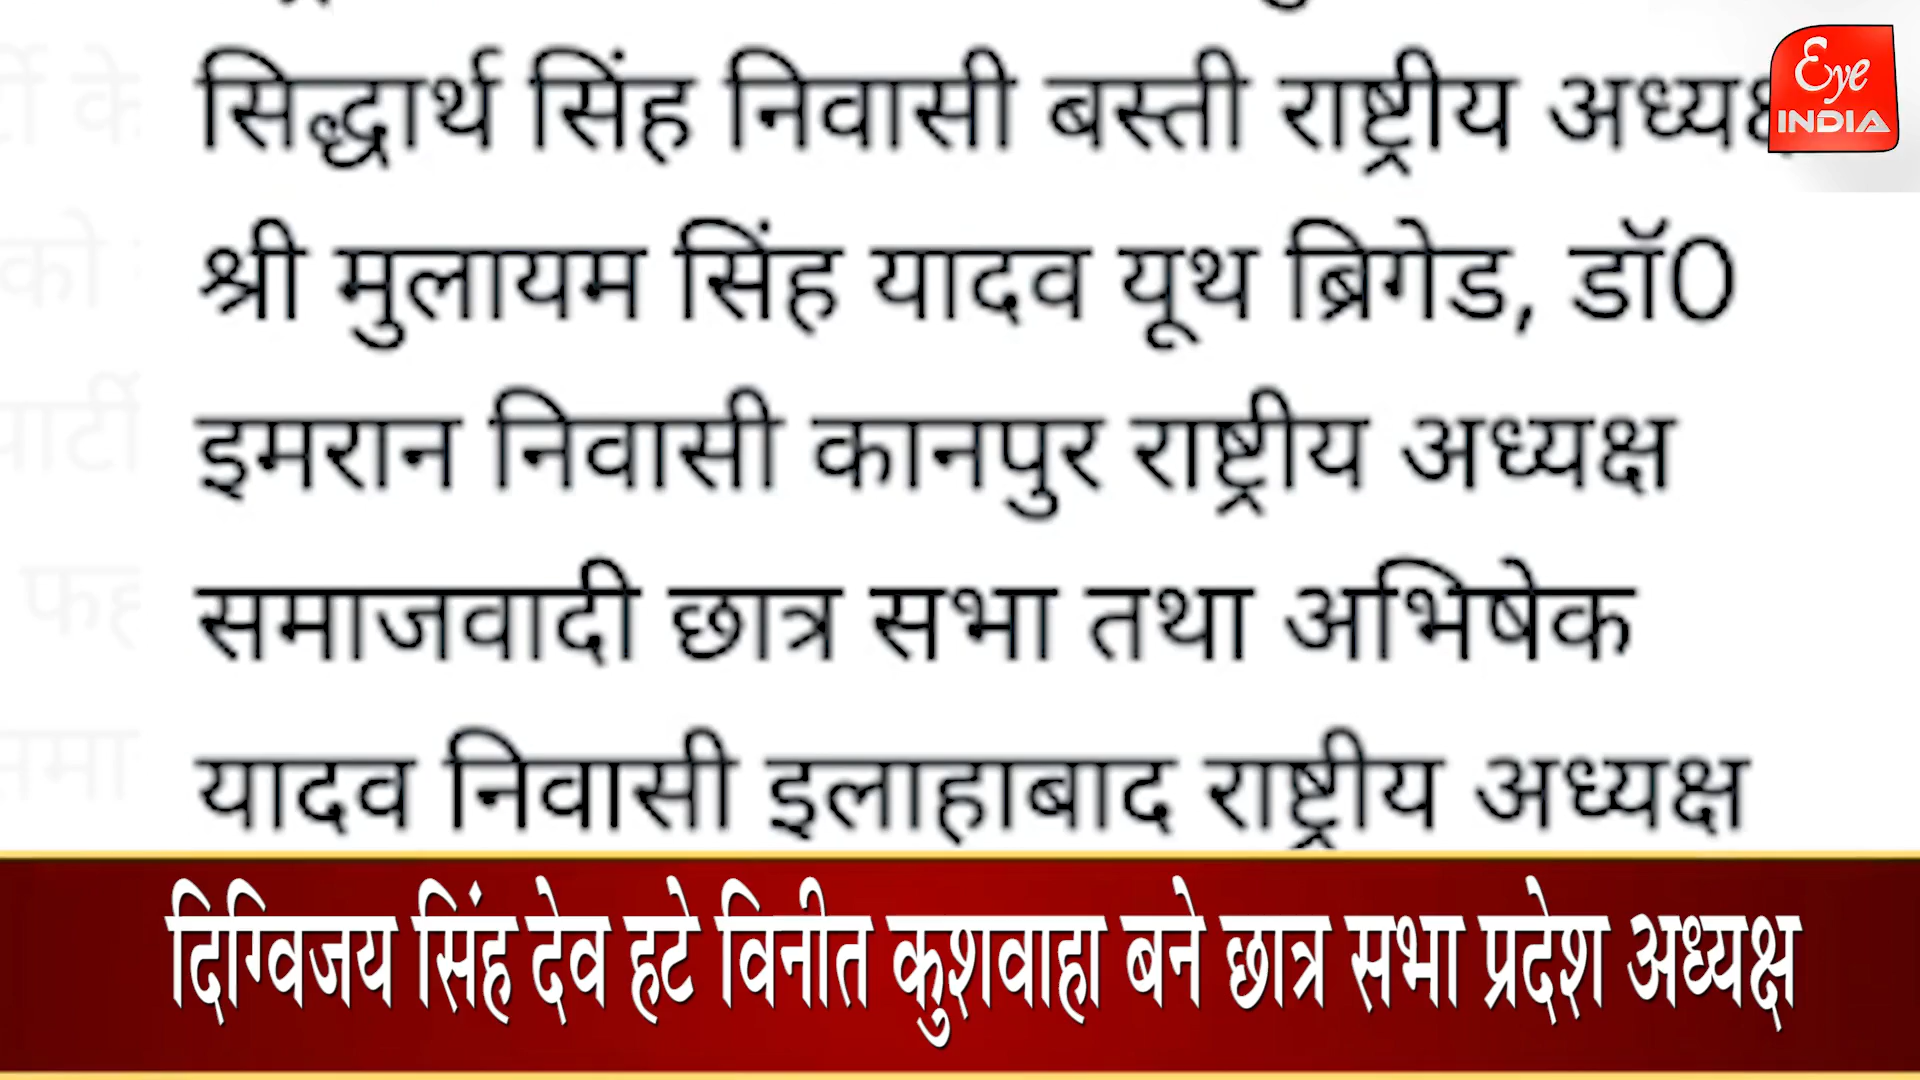 सिद्धार्थ सिंह निवासी बस्ती राष्ट्रीय अध्यक्ष
श्री मुलायम सिंह यादव यूथ ब्रिगेड, डॉ0
इमरान निवासी कानपुर राष्ट्रीय अध्यक्ष
समाजवादी छात्र सभा तथा अभिषेक
यादव निवासी इलाहाबाद राष्ट्रीय अध्यक्ष
दिग्विजय सिंह देव हटे विनीत कुशवाहा बने छात्र सभा प्रदेश अध्यक्ष
Eye
INDIA